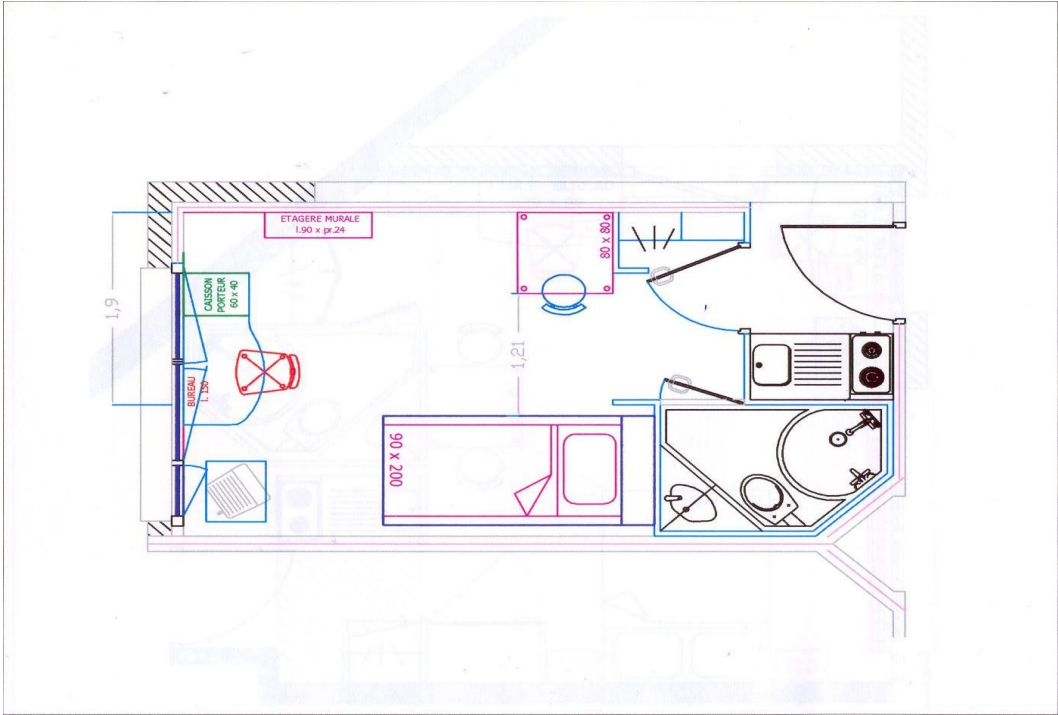 ETAGERE MURALE
l.90 x pr.24
80 x 80
CAISSON
PORTEUR
60 x 40
1,9
1,21
BUREAU
l. 150
90 x 200